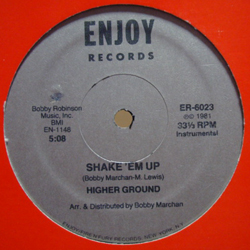 ENJOY
RECORDS
Bobby Robinson
Music, Inc.
BMI
EN-1148
5:08
ER-6023
℗ 1981
33⅓ RPM
Instrumental
SHAKE 'EM UP
(Bobby Marchan-M. Lewis)
HIGHER GROUND
Arr. & Distributed by Bobby Marchan